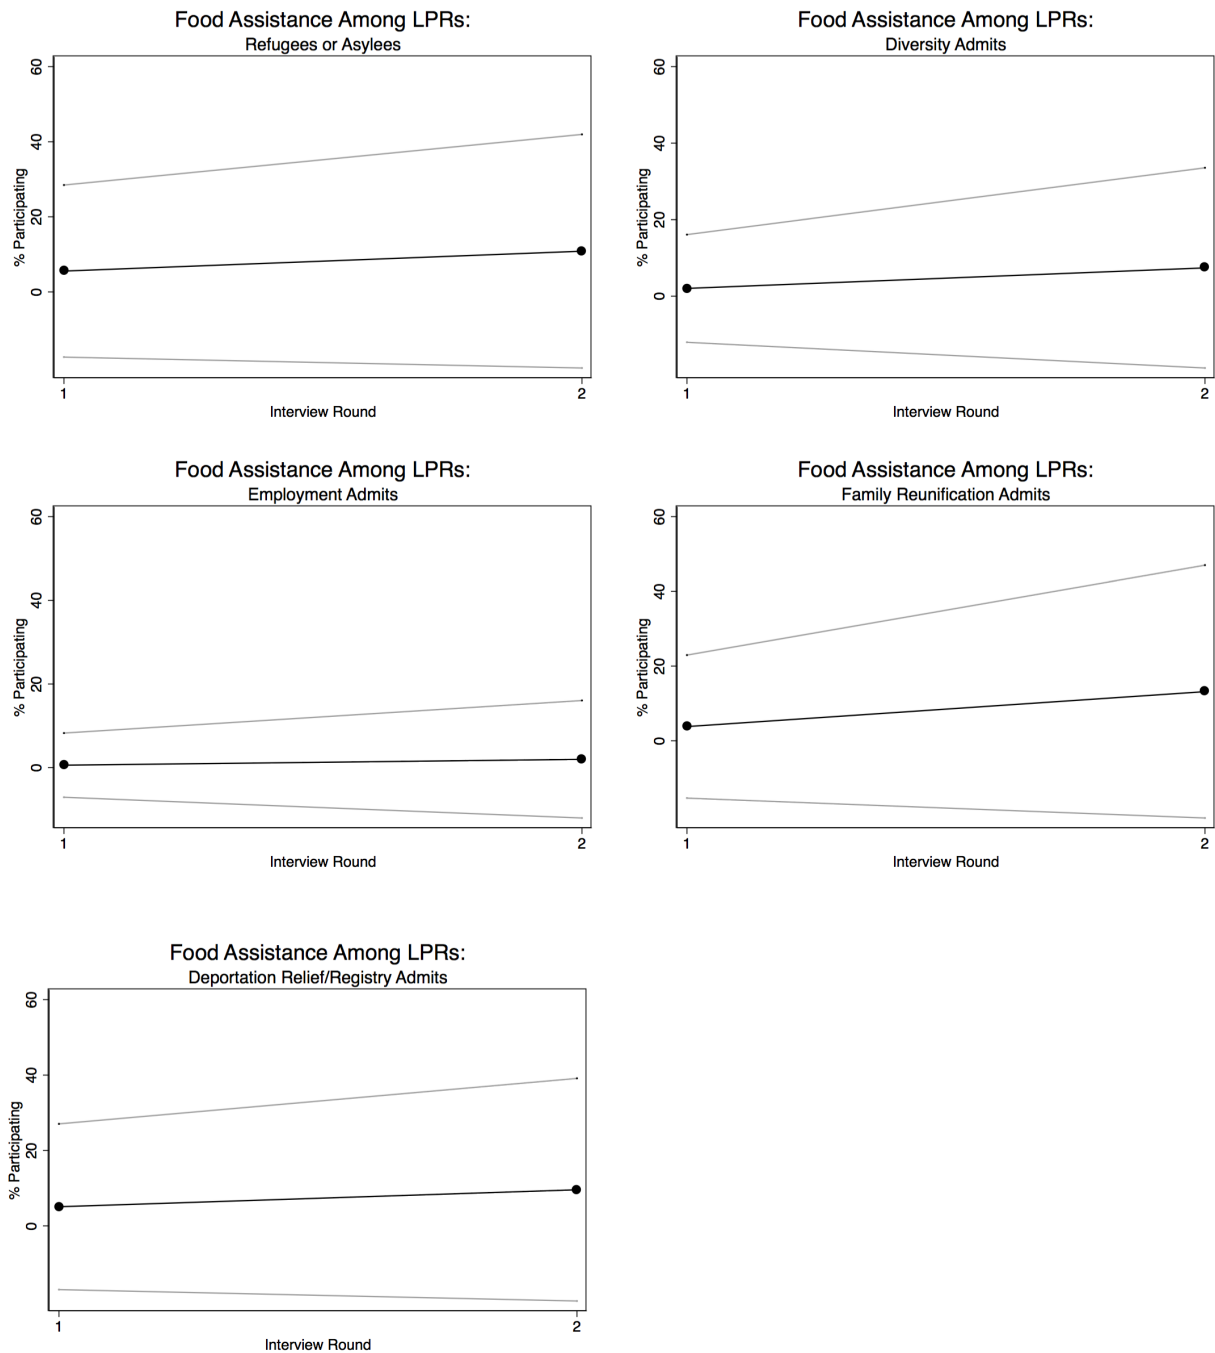 Food Assistance Among LPRs:
Refugees or Asylees
60
40
20
0
% Participating
1
2
Interview Round
Food Assistance Among LPRs:
Diversity Admits
60
40
20
0
% Participating
1
2
Interview Round
Food Assistance Among LPRs:
Employment Admits
60
40
20
0
% Participating
1
2
Interview Round
Food Assistance Among LPRs:
Family Reunification Admits
60
40
20
0
% Participating
1
2
Interview Round
Food Assistance Among LPRs:
Deportation Relief/Registry Admits
60
40
20
0
% Participating
1
2
Interview Round